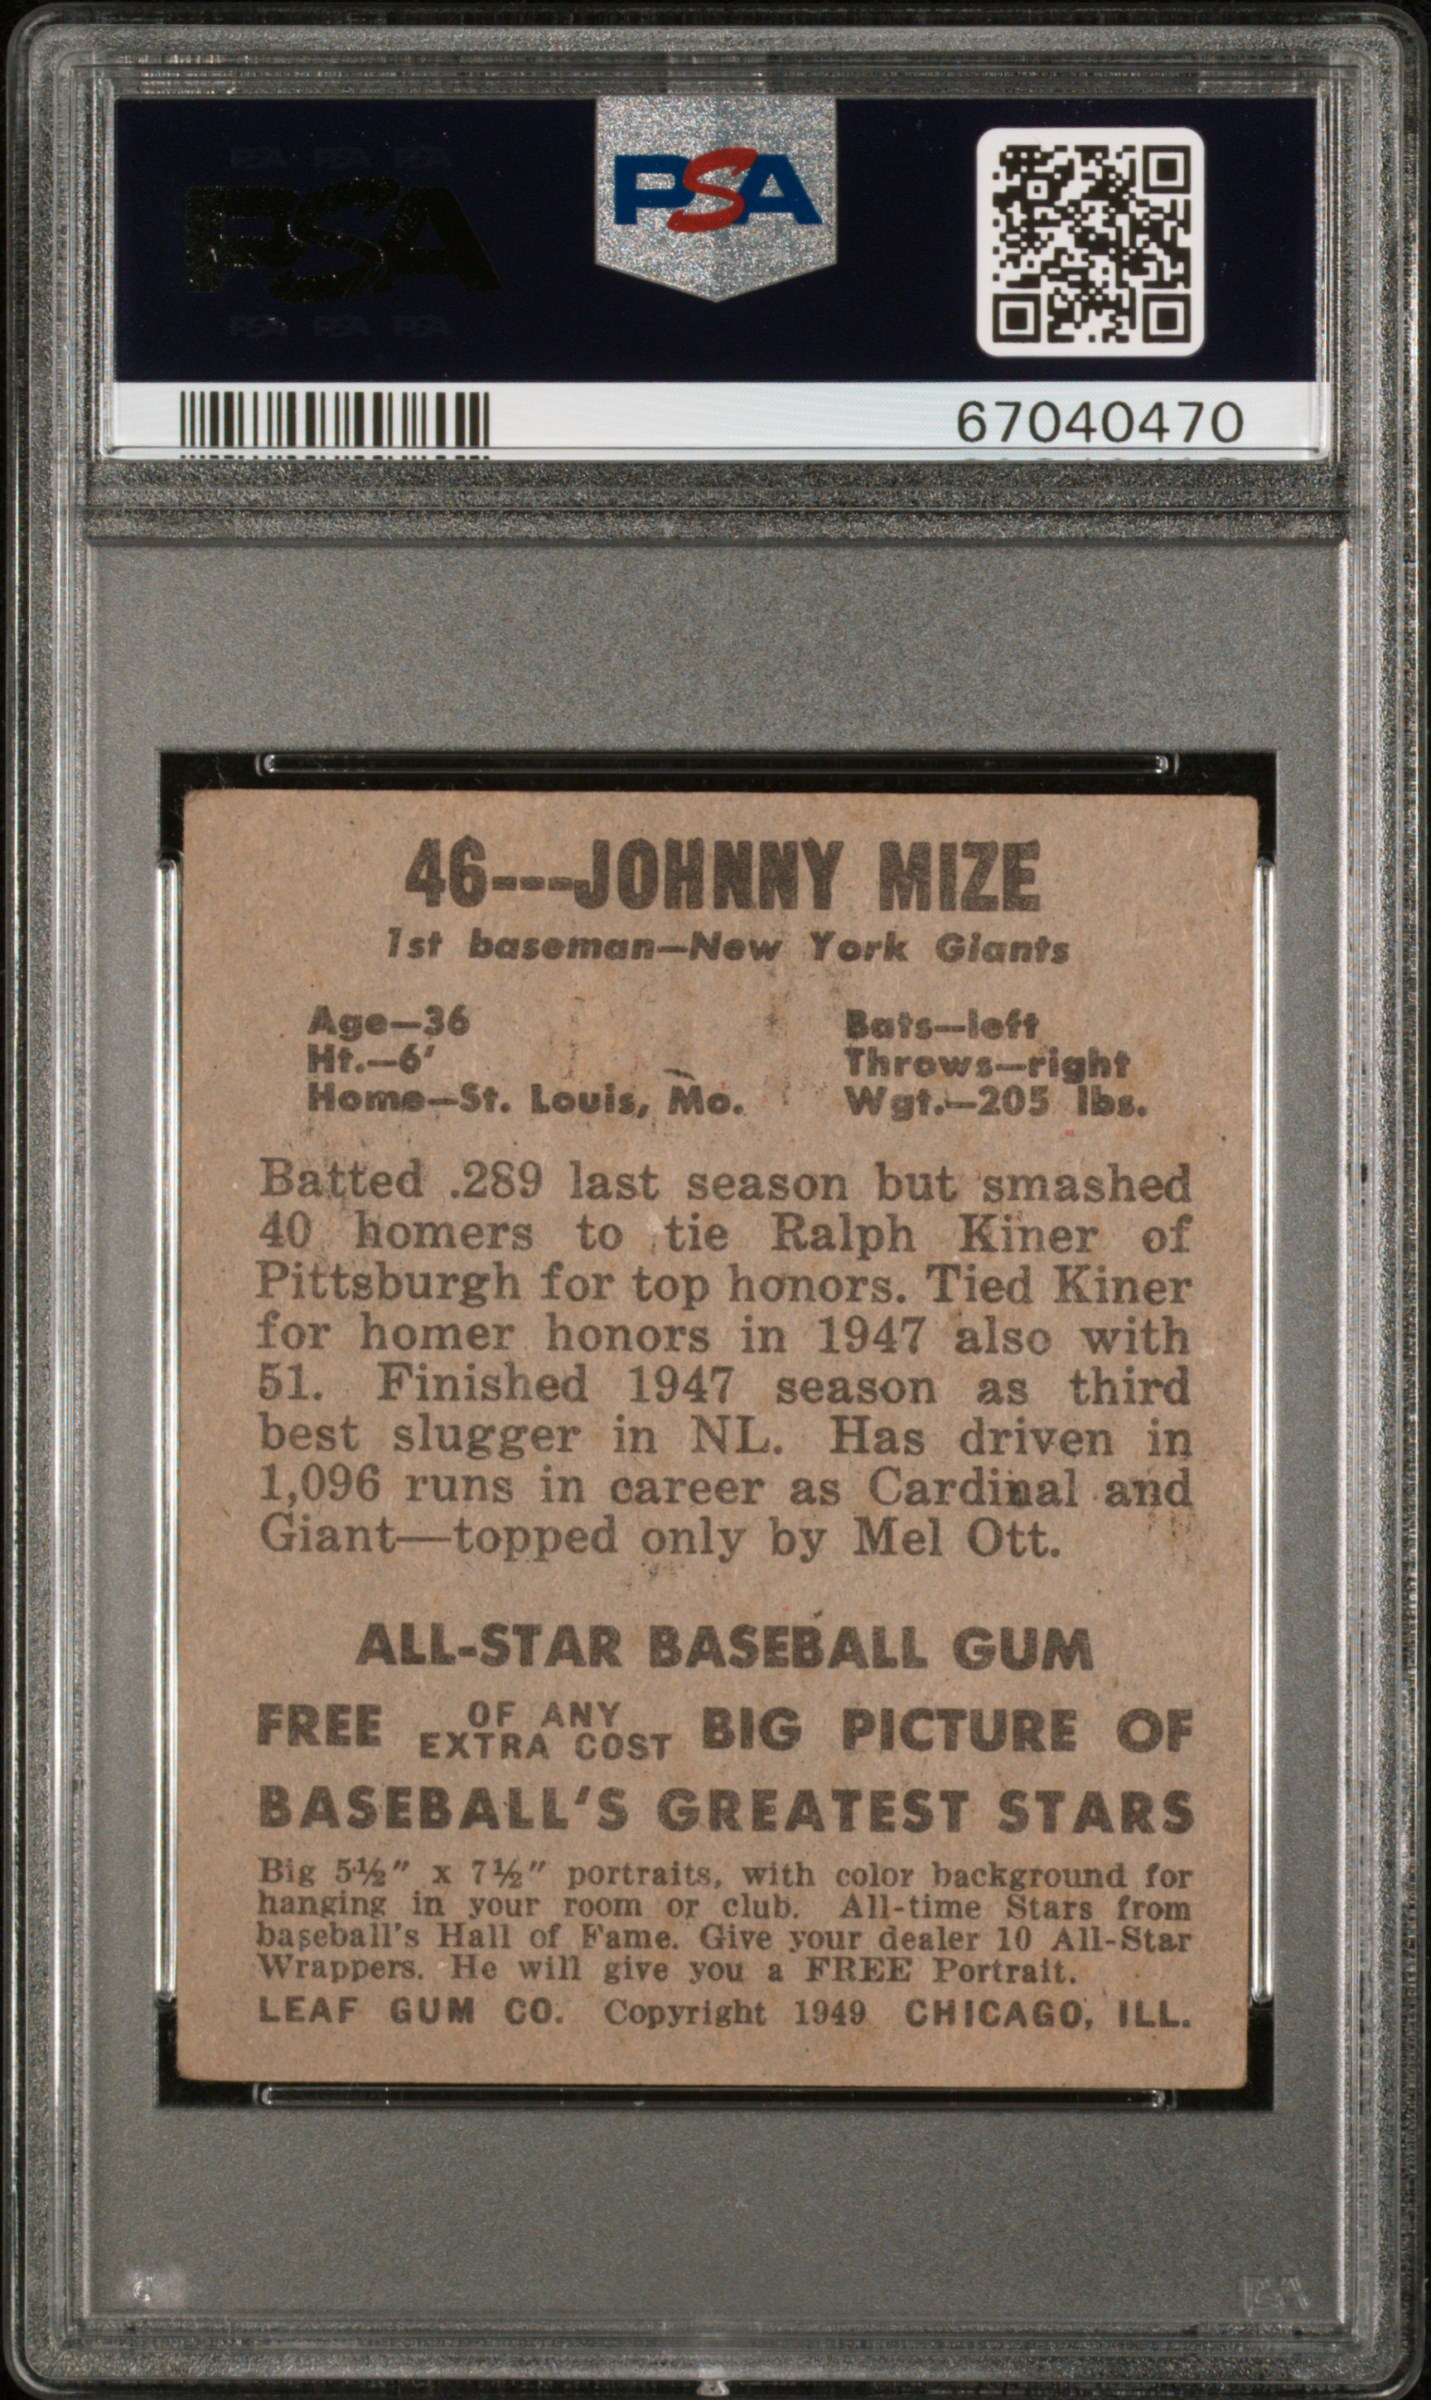 PSA
PSA
67040470
46---JOHNNY MIZE
1st baseman—New York Giants
Age—36
Bats—left
Ht.—6'
Throws—right
Home—St. Louis, Mo.
Wgt.—205 lbs.
Batted .289 last season but smashed
40 homers to tie Ralph Kiner of
Pittsburgh for top honors. Tied Kiner
for homer honors in 1947 also with
51. Finished 1947 season as third
best slugger in NL. Has driven in
1,096 runs in career as Cardinal and
Giant—topped only by Mel Ott.
ALL-STAR BASEBALL GUM
FREE OF ANY EXTRA COST BIG PICTURE OF
BASEBALL'S GREATEST STARS
Big 5½" x 7½" portraits, with color background for
hanging in your room or club. All-time Stars from
baseball's Hall of Fame. Give your dealer 10 All-Star
Wrappers. He will give you a FREE Portrait.
LEAF GUM CO. Copyright 1949 CHICAGO, ILL.